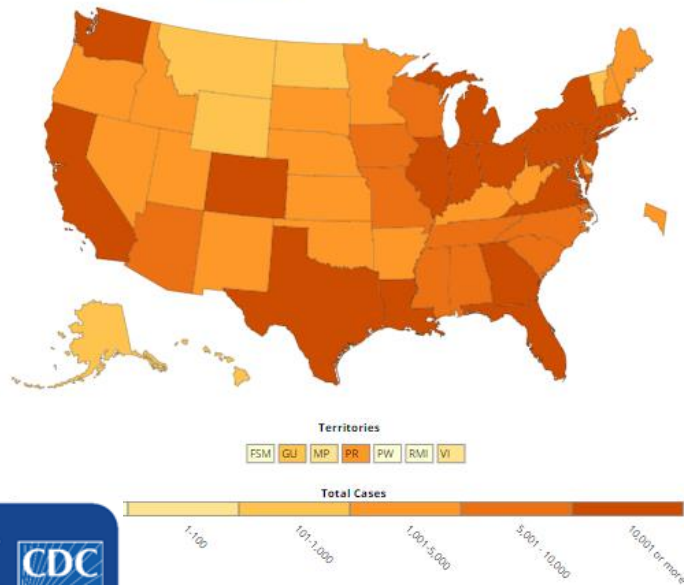 Territories
FSM GU MP PR PW RMI VI
Total Cases
1-100
101-1,000
1,001-5,000
5,001 - 10,000
10,001 or more
CDC